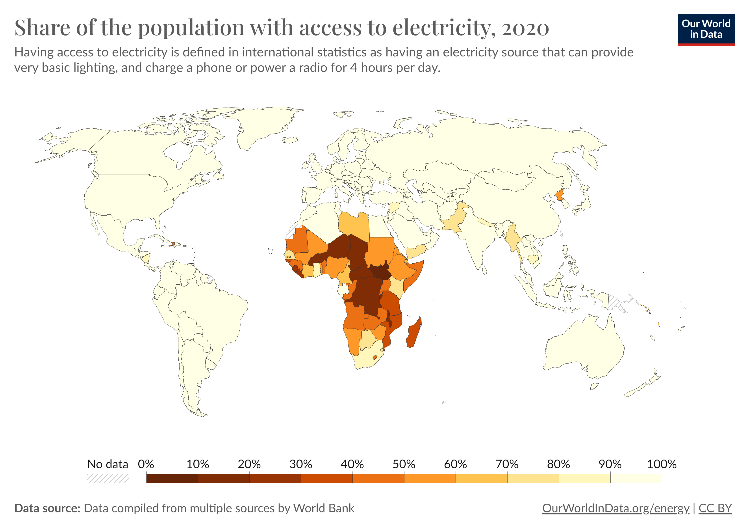 Share of the population with access to electricity, 2020
Our World
in Data
Having access to electricity is defined in international statistics as having an electricity source that can provide
very basic lighting, and charge a phone or power a radio for 4 hours per day.
No data 0% 10% 20% 30% 40% 50% 60% 70% 80% 90% 100%
Data source: Data compiled from multiple sources by World Bank
OurWorldInData.org/energy | CC BY